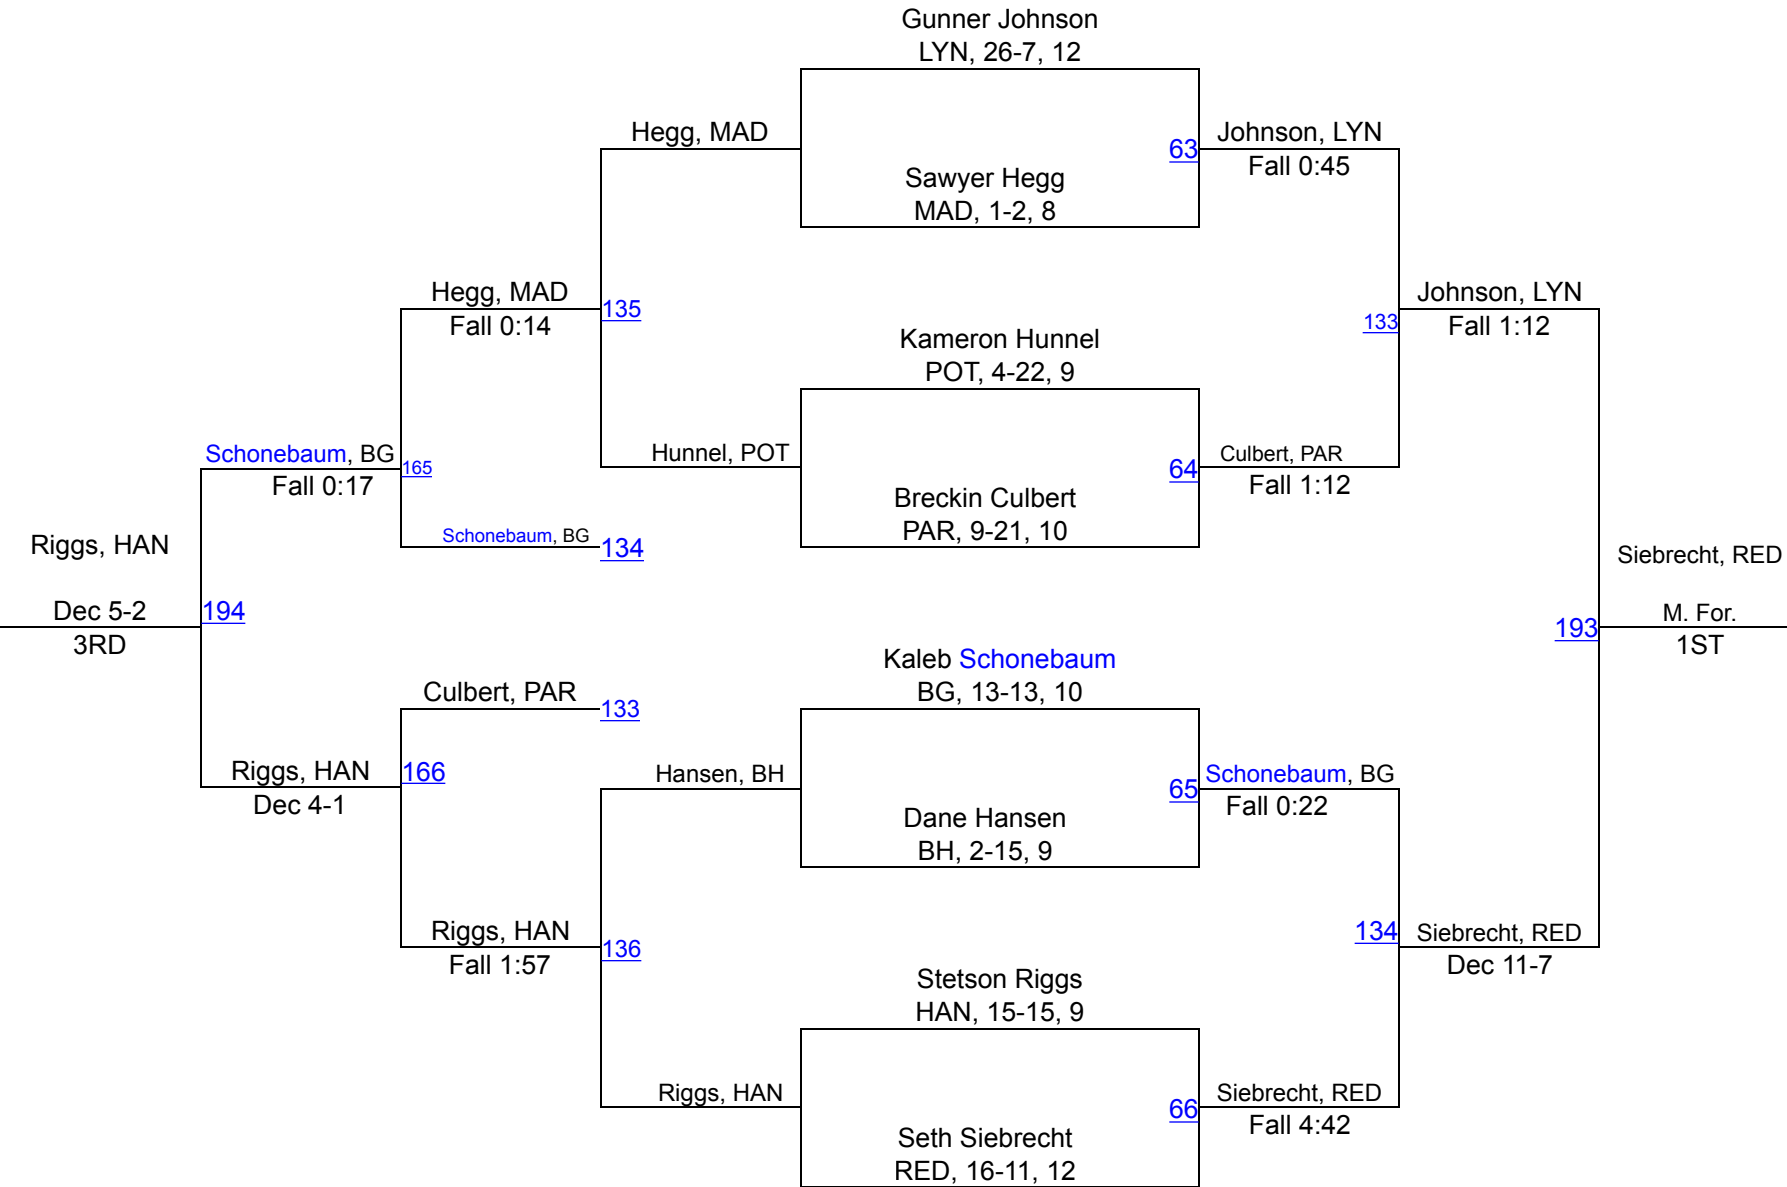 Gunner Johnson
LYN, 26-7, 12
Hegg, MAD
63
Johnson, LYN
Fall 0:45
Sawyer Hegg
MAD, 1-2, 8
Hegg, MAD
Fall 0:14
135
Kameron Hunnel
POT, 4-22, 9
133
Johnson, LYN
Fall 1:12
Schonebaum, BG
Fall 0:17
165
Hunnel, POT
64
Culbert, PAR
Fall 1:12
Breckin Culbert
PAR, 9-21, 10
Schonebaum, BG
134
Riggs, HAN
Dec 5-2
3RD
194
Siebrecht, RED
193
M. For.
1ST
Kaleb Schonebaum
BG, 13-13, 10
Culbert, PAR
133
Riggs, HAN
Dec 4-1
166
Hansen, BH
65
Schonebaum, BG
Fall 0:22
Dane Hansen
BH, 2-15, 9
Riggs, HAN
Fall 1:57
136
134
Siebrecht, RED
Dec 11-7
Stetson Riggs
HAN, 15-15, 9
Riggs, HAN
66
Siebrecht, RED
Fall 4:42
Seth Siebrecht
RED, 16-11, 12